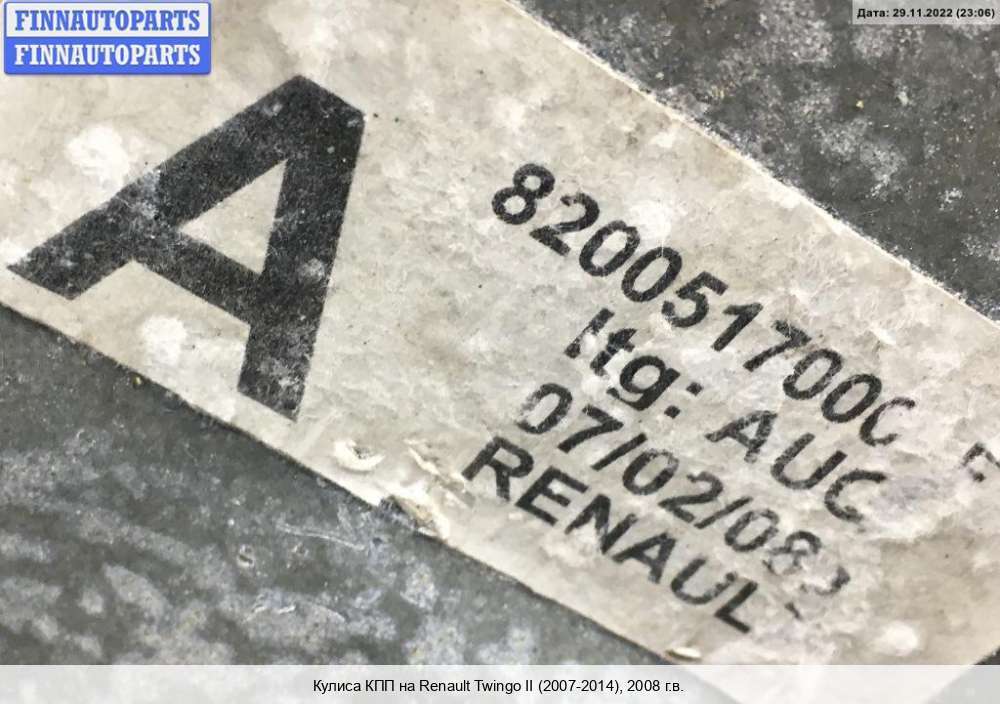 FINNAUTOPARTS
FINNAUTOPARTS
Дата: 29.11.2022 (23:06)
A
8200517000
Itg: AUC
07/02/08
RENAUL
Кулиса КПП на Renault Twingo II (2007-2014), 2008 г.в.